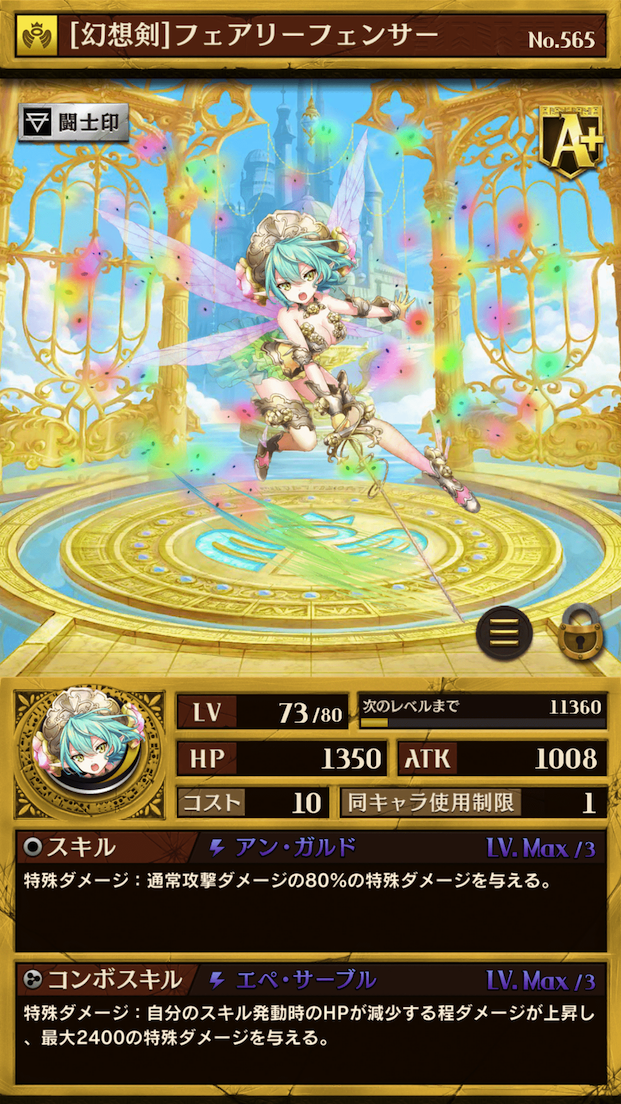 [幻想剣]フェアリーフェンサー
No.565
闘士印
A+
LV 73/80
次のレベルまで 11360
HP 1350
ATK 1008
コスト 10
同キャラ使用制限 1
スキル アン・ガルド LV.Max/3
特殊ダメージ：通常攻撃ダメージの80%の特殊ダメージを与える。
コンボスキル エペ・サーブル LV.Max/3
特殊ダメージ：自分のスキル発動時のHPが減少する程ダメージが上昇し
、最大2400の特殊ダメージを与える。